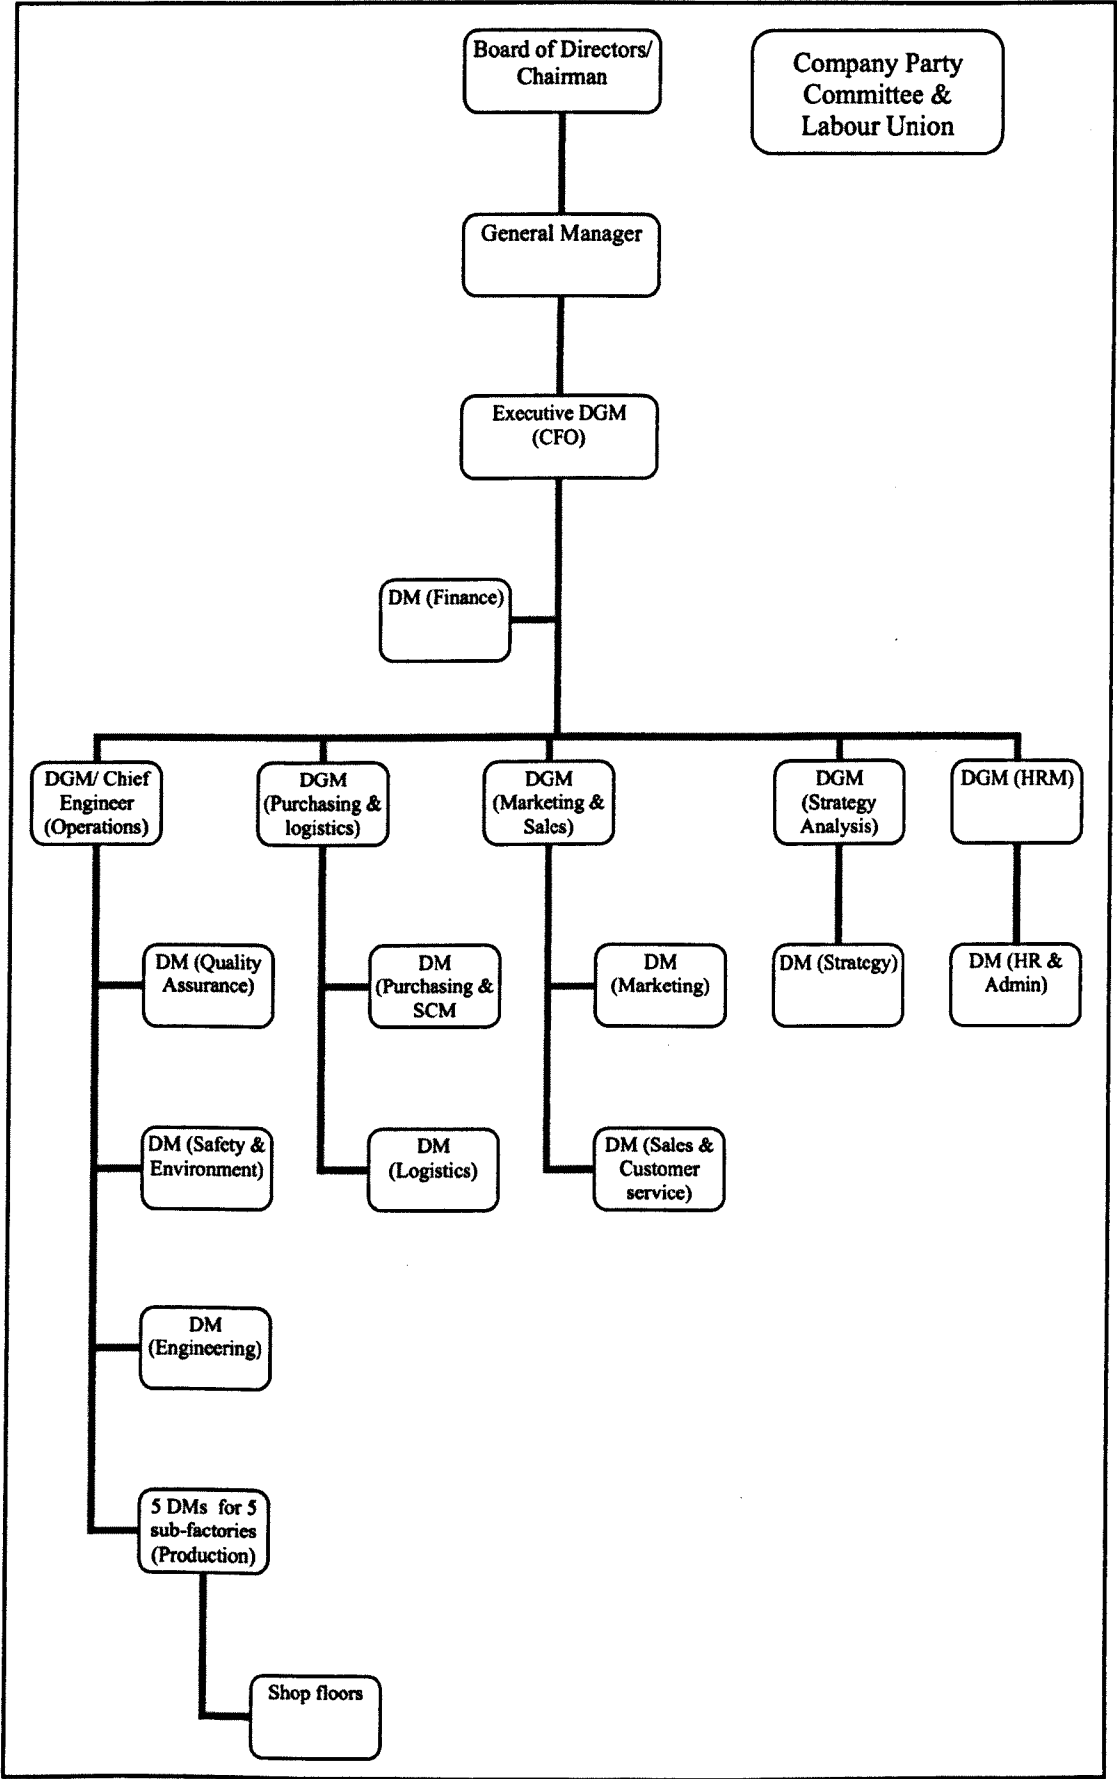 Board of Directors/
Chairman
Company Party
Committee &
Labour Union
General Manager
Executive DGM
(CFO)
DM (Finance)
DGM/ Chief
Engineer
(Operations)
DGM
(Purchasing &
logistics)
DGM
(Marketing &
Sales)
DGM
(Strategy
Analysis)
DGM (HRM)
DM (Quality
Assurance)
DM
(Purchasing &
SCM
DM
(Marketing)
DM (Strategy)
DM (HR &
Admin)
DM (Safety &
Environment)
DM
(Logistics)
DM (Sales &
Customer
service)
DM
(Engineering)
5 DMs for 5
sub-factories
(Production)
Shop floors